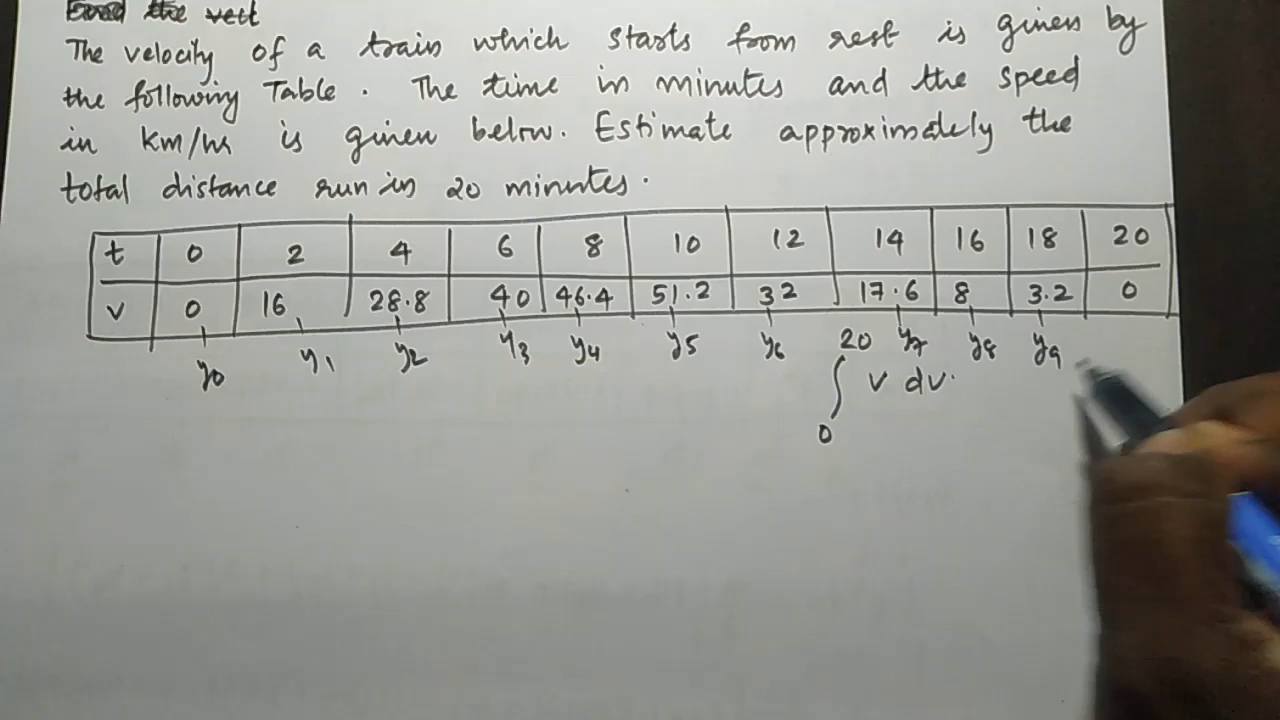 The velocity of a train which starts from rest is given by
the following Table. The time in minutes and the speed
in km/hr is given below. Estimate approximately the
total distance run in 20 minutes.
t 0 2 4 6 8 10 12 14 16 18 20
v 0 16 28.8 40 46.4 51.2 32 17.6 8 3.2 0
y0 y1 y2 y3 y4 y5 y6 y7 y8 y9
20
∫ v dv.
0